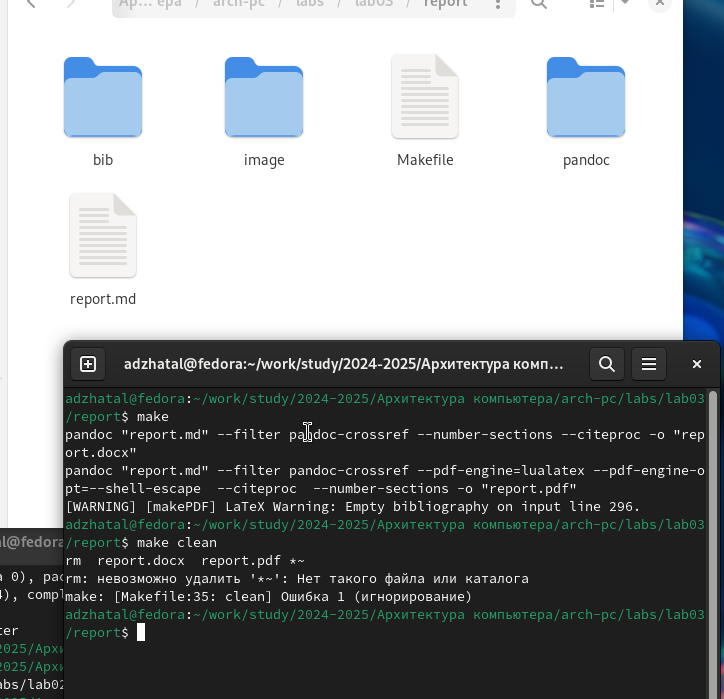 Ap... ера / arch-pc / labs / lab03 / report
bib
image
Makefile
pandoc
report.md
adzhatal@fedora:~/work/study/2024-2025/Архитектура комп…
adzhatal@fedora:~/work/study/2024-2025/Архитектура компьютера/arch-pc/labs/lab03
/report$ make
pandoc "report.md" --filter pandoc-crossref --number-sections --citeproc -o "rep
ort.docx"
pandoc "report.md" --filter pandoc-crossref --pdf-engine=lualatex --pdf-engine-o
pt=--shell-escape  --citeproc  --number-sections -o "report.pdf"
[WARNING] [makePDF] LaTeX Warning: Empty bibliography on input line 296.
adzhatal@fedora:~/work/study/2024-2025/Архитектура компьютера/arch-pc/labs/lab03
/report$ make clean
rm  report.docx  report.pdf *~
rm: невозможно удалить '*~': Нет такого файла или каталога
make: [Makefile:35: clean] Ошибка 1 (игнорирование)
adzhatal@fedora:~/work/study/2024-2025/Архитектура компьютера/arch-pc/labs/lab03
/report$
al@fedora
a 0), pac
4), compl
ter
2025/Архи
2025/Архи
abs/lab02